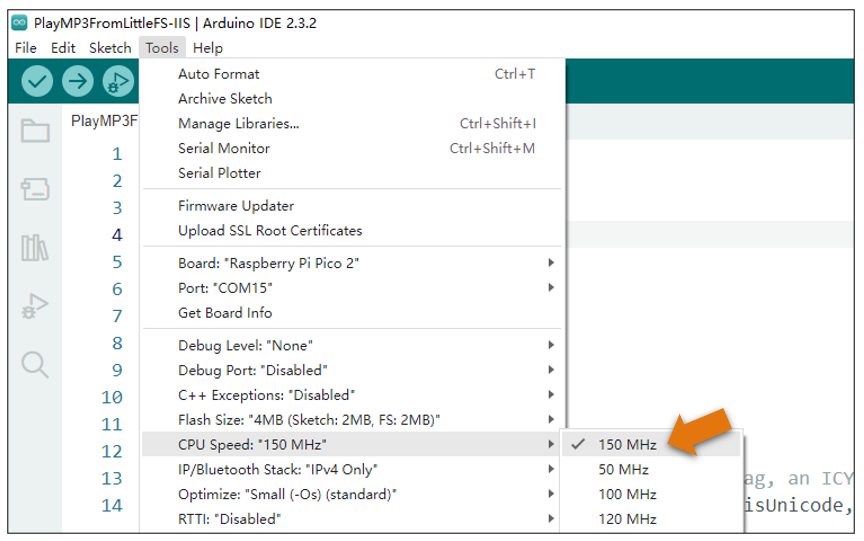 PlayMP3FromLittleFS-IIS | Arduino IDE 2.3.2
File Edit Sketch Tools Help
Auto Format Ctrl+T
Archive Sketch
PlayMP3F
Manage Libraries... Ctrl+Shift+I
Serial Monitor Ctrl+Shift+M
Serial Plotter
Firmware Updater
Upload SSL Root Certificates
Board: "Raspberry Pi Pico 2"
Port: "COM15"
Get Board Info
Debug Level: "None"
Debug Port: "Disabled"
C++ Exceptions: "Disabled"
Flash Size: "4MB (Sketch: 2MB, FS: 2MB)"
CPU Speed: "150 MHz"
IP/Bluetooth Stack: "IPv4 Only"
Optimize: "Small (-Os) (standard)"
RTTI: "Disabled"
150 MHz
50 MHz
100 MHz
120 MHz
1
2
3
4
5
6
7
8
9
10
11
12
13
14
ag, an ICY
isUnicode,